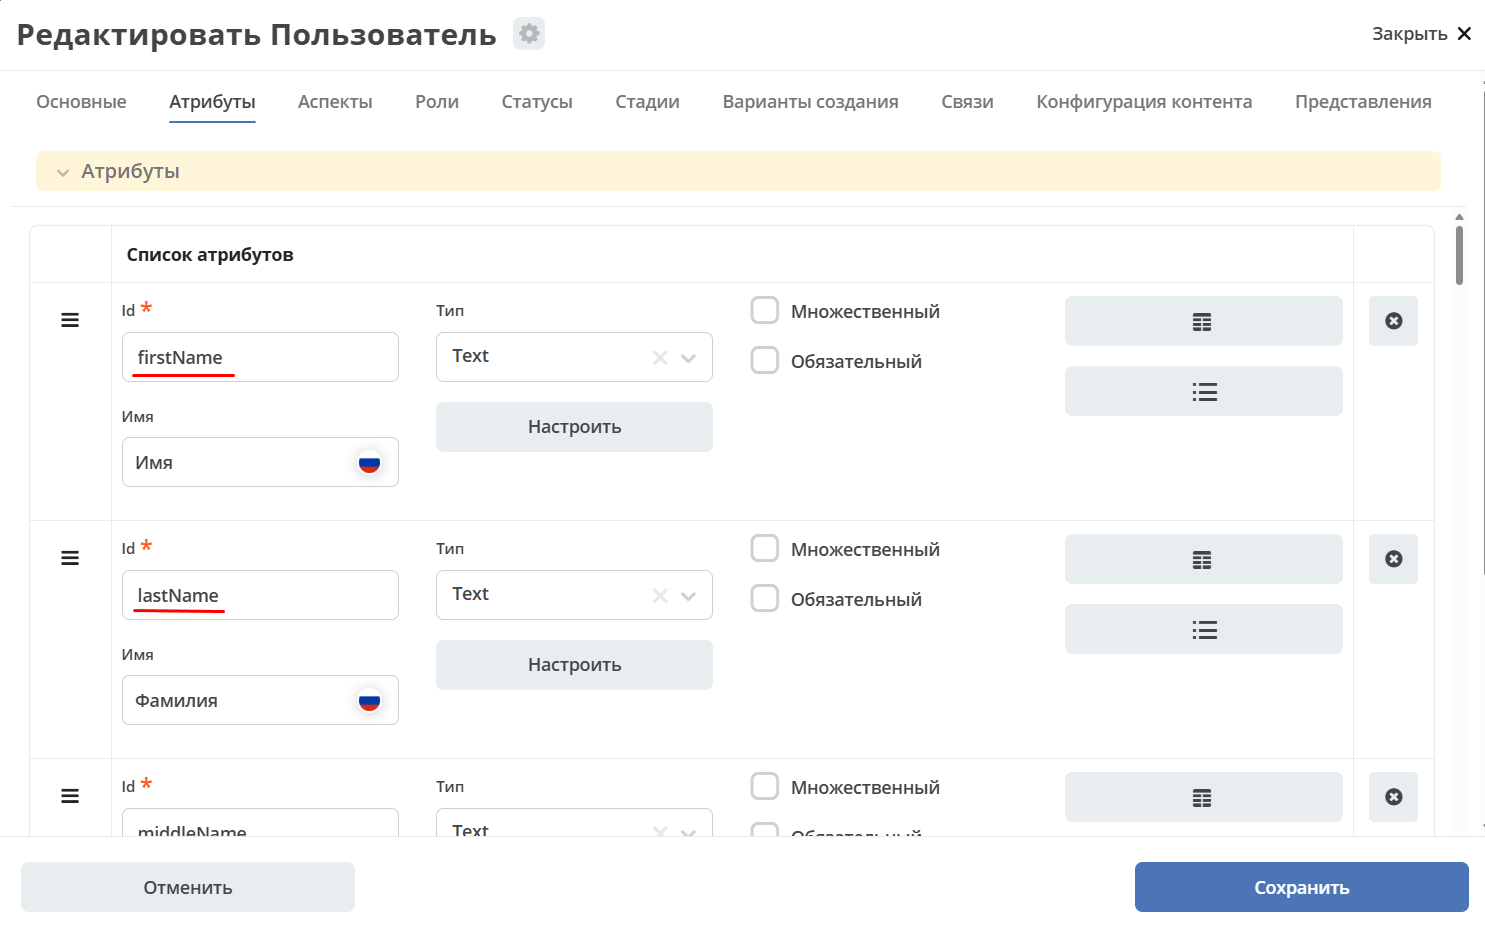 Редактировать Пользователь
Закрыть
Основные Атрибуты Аспекты Роли Статусы Стадии Варианты создания Связи Конфигурация контента Представления
Атрибуты
Список атрибутов
Id * Тип Множественный
firstName Text Обязательный
Имя Настроить
Имя
Id * Тип Множественный
lastName Text Обязательный
Имя Настроить
Фамилия
Id * Тип Множественный
middleName Text Обязательный
Отменить Сохранить